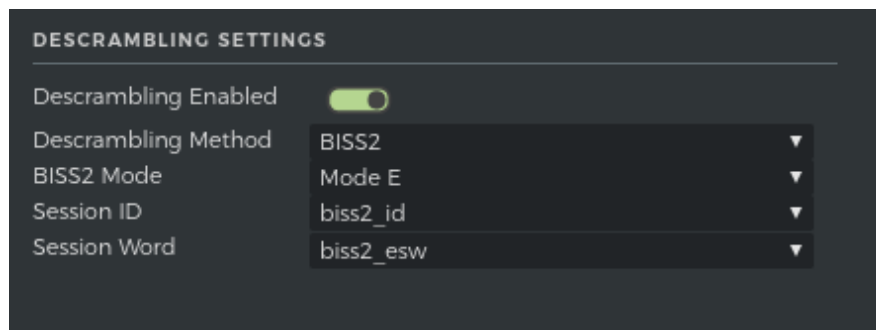 DESCRAMBLING SETTINGS
Descrambling Enabled
Descrambling Method BISS2
BISS2 Mode Mode E
Session ID biss2_id
Session Word biss2_esw